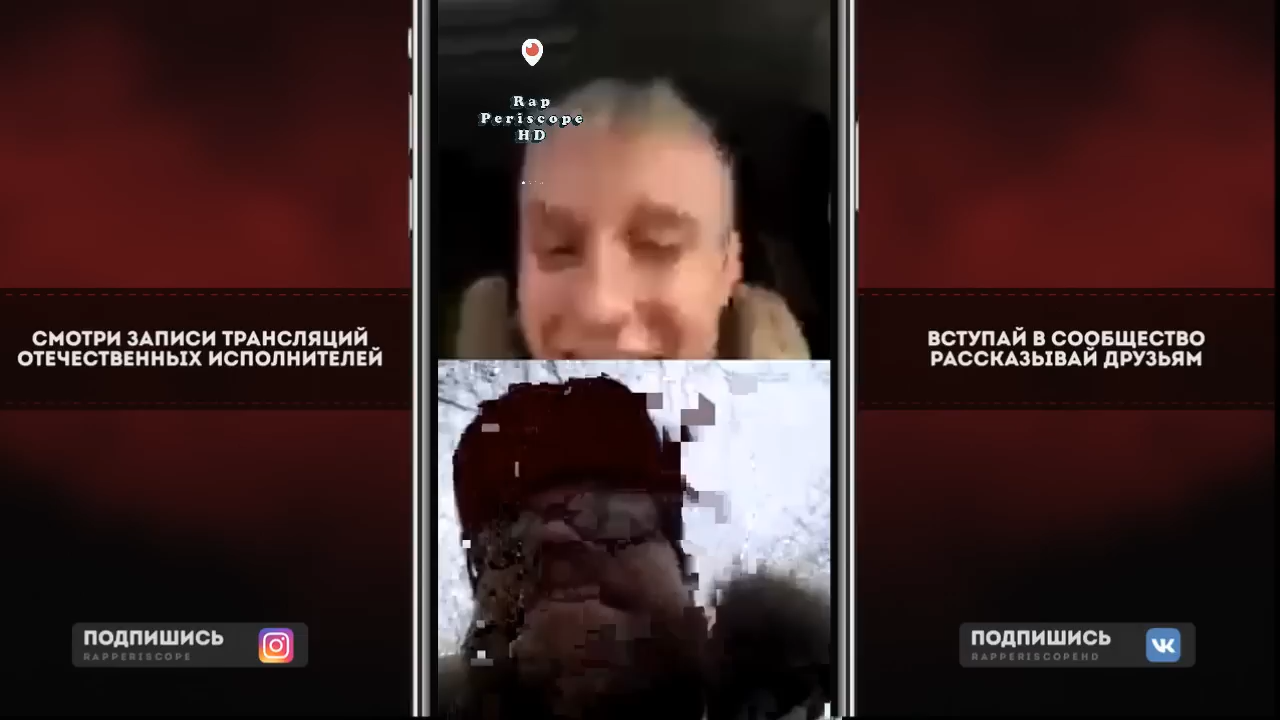 Rap
Periscope
HD
СМОТРИ ЗАПИСИ ТРАНСЛЯЦИЙ
ОТЕЧЕСТВЕННЫХ ИСПОЛНИТЕЛЕЙ
ВСТУПАЙ В СООБЩЕСТВО
РАССКАЗЫВАЙ ДРУЗЬЯМ
ПОДПИШИСЬ
RAPPERISCOPE
ПОДПИШИСЬ
RAPPERISCOPEHD